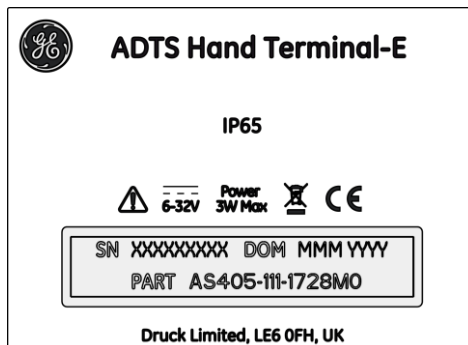 GE
ADTS Hand Terminal-E
IP65
6-32V
Power
3W Max
CE
SN XXXXXXXXX DOM MMM YYYY
PART AS405-111-1728M0
Druck Limited, LE6 0FH, UK